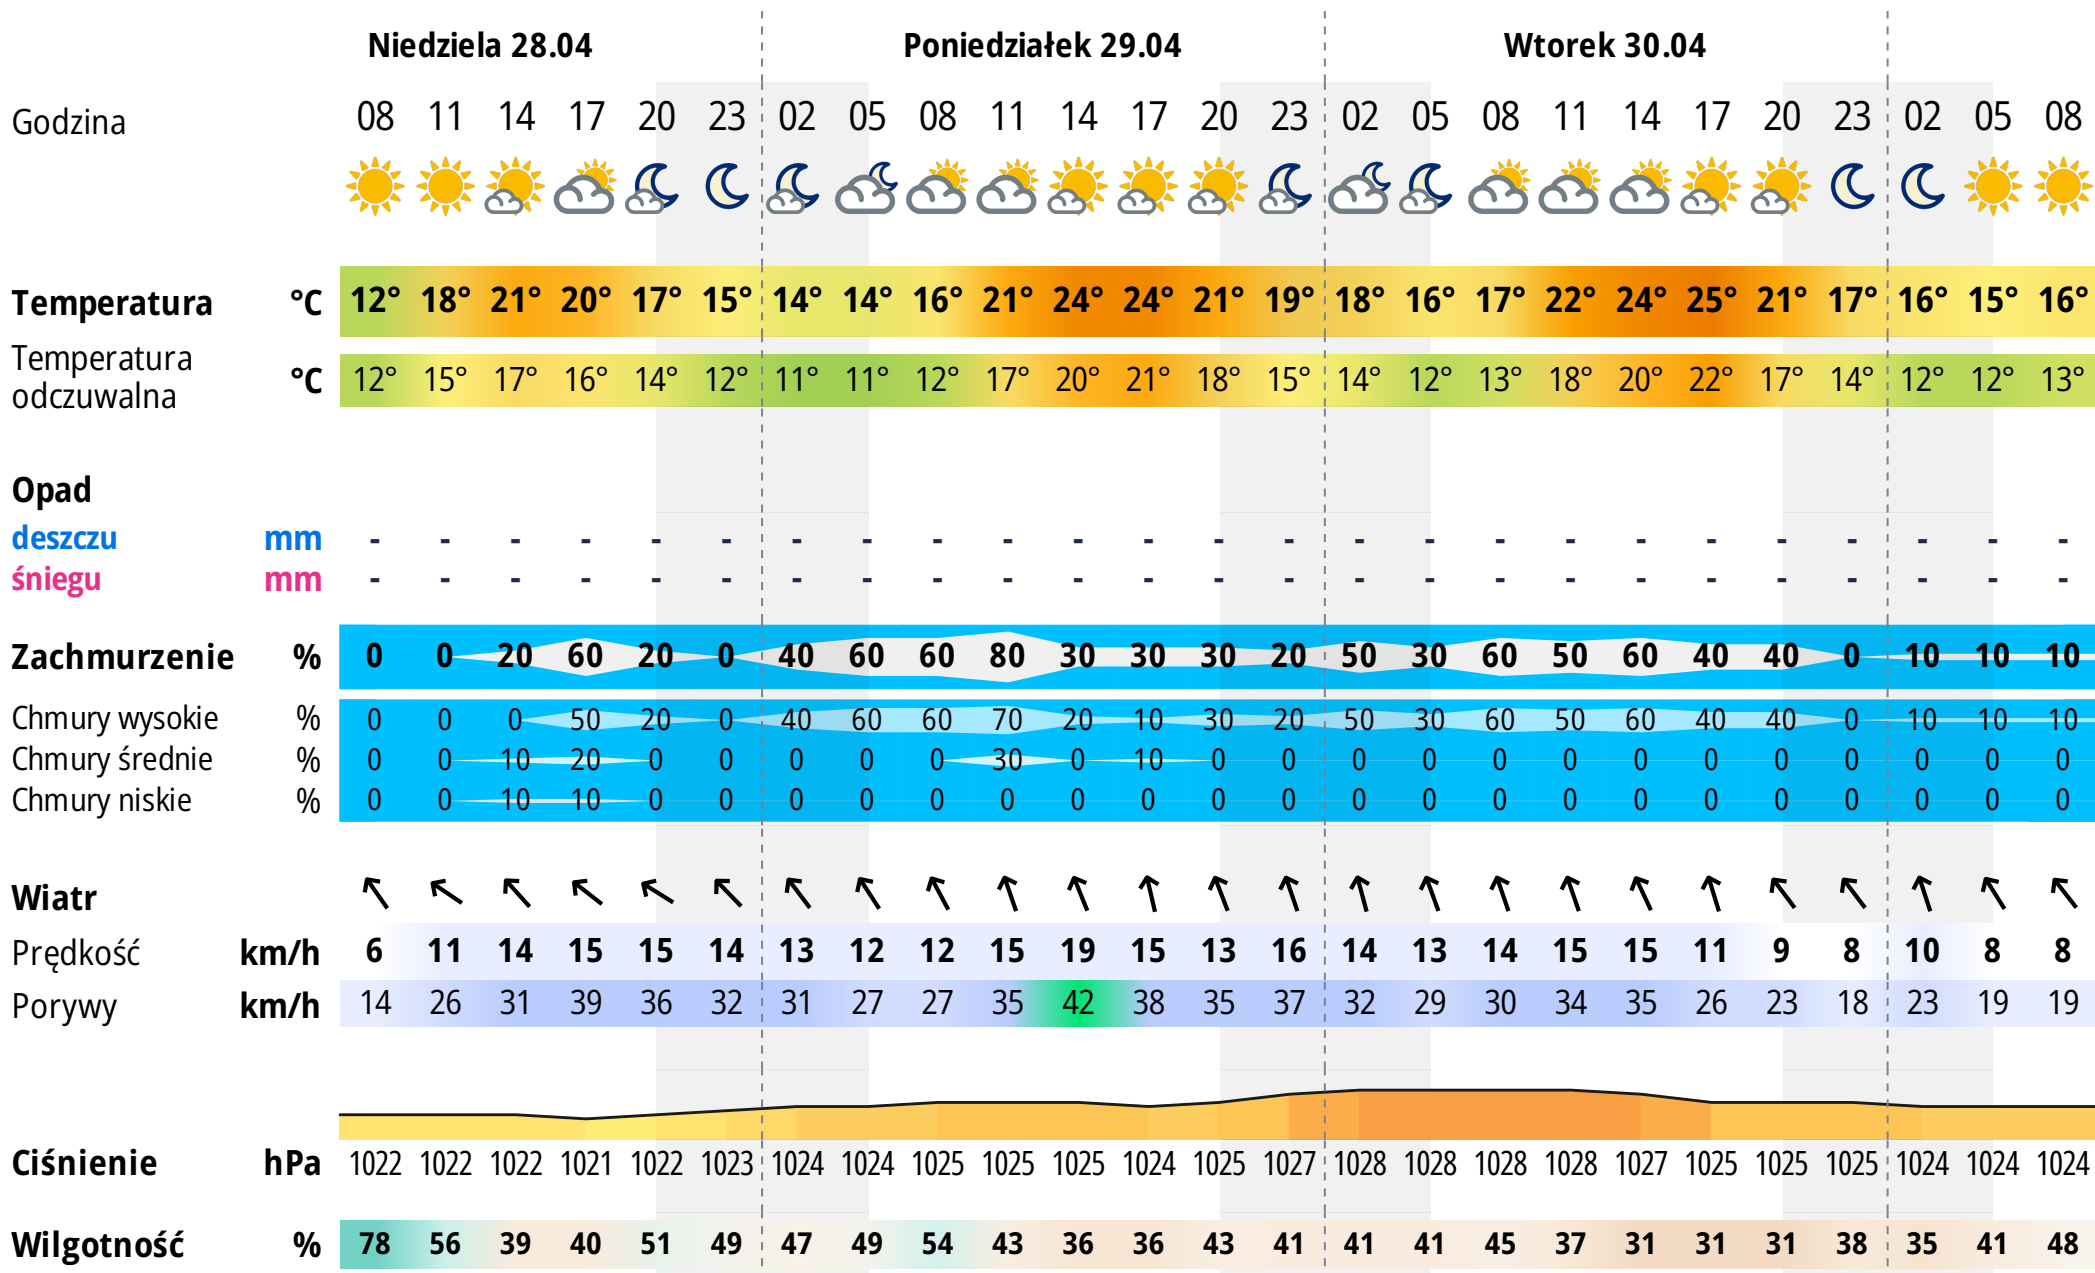 Niedziela 28.04 Poniedziałek 29.04 Wtorek 30.04
Godzina 08 11 14 17 20 23 02 05 08 11 14 17 20 23 02 05 08 11 14 17 20 23 02 05 08
Temperatura °C 12° 18° 21° 20° 17° 15° 14° 14° 16° 21° 24° 24° 21° 19° 18° 16° 17° 22° 24° 25° 21° 17° 16° 15° 16°
Temperatura
odczuwalna °C 12° 15° 17° 16° 14° 12° 11° 11° 12° 17° 20° 21° 18° 15° 14° 12° 13° 18° 20° 22° 17° 14° 12° 12° 13°
Opad
deszczu mm - - - - - - - - - - - - - - - - - - - - - - - - -
śniegu mm - - - - - - - - - - - - - - - - - - - - - - - - -
Zachmurzenie % 0 0 20 60 20 0 40 60 60 80 30 30 30 20 50 30 60 50 60 40 40 0 10 10 10
Chmury wysokie % 0 0 0 50 20 0 40 60 60 70 20 10 30 20 50 30 60 50 60 40 40 0 10 10 10
Chmury średnie % 0 0 10 20 0 0 0 0 0 30 0 10 0 0 0 0 0 0 0 0 0 0 0 0 0
Chmury niskie % 0 0 10 10 0 0 0 0 0 0 0 0 0 0 0 0 0 0 0 0 0 0 0 0 0
Wiatr
Prędkość km/h 6 11 14 15 15 14 13 12 12 15 19 15 13 16 14 13 14 15 15 11 9 8 10 8 8
Porywy km/h 14 26 31 39 36 32 31 27 27 35 42 38 35 37 32 29 30 34 35 26 23 18 23 19 19
Ciśnienie hPa 1022 1022 1022 1021 1022 1023 1024 1024 1025 1025 1025 1024 1025 1027 1028 1028 1028 1028 1027 1025 1025 1025 1024 1024 1024
Wilgotność % 78 56 39 40 51 49 47 49 54 43 36 36 43 41 41 41 45 37 31 31 31 38 35 41 48